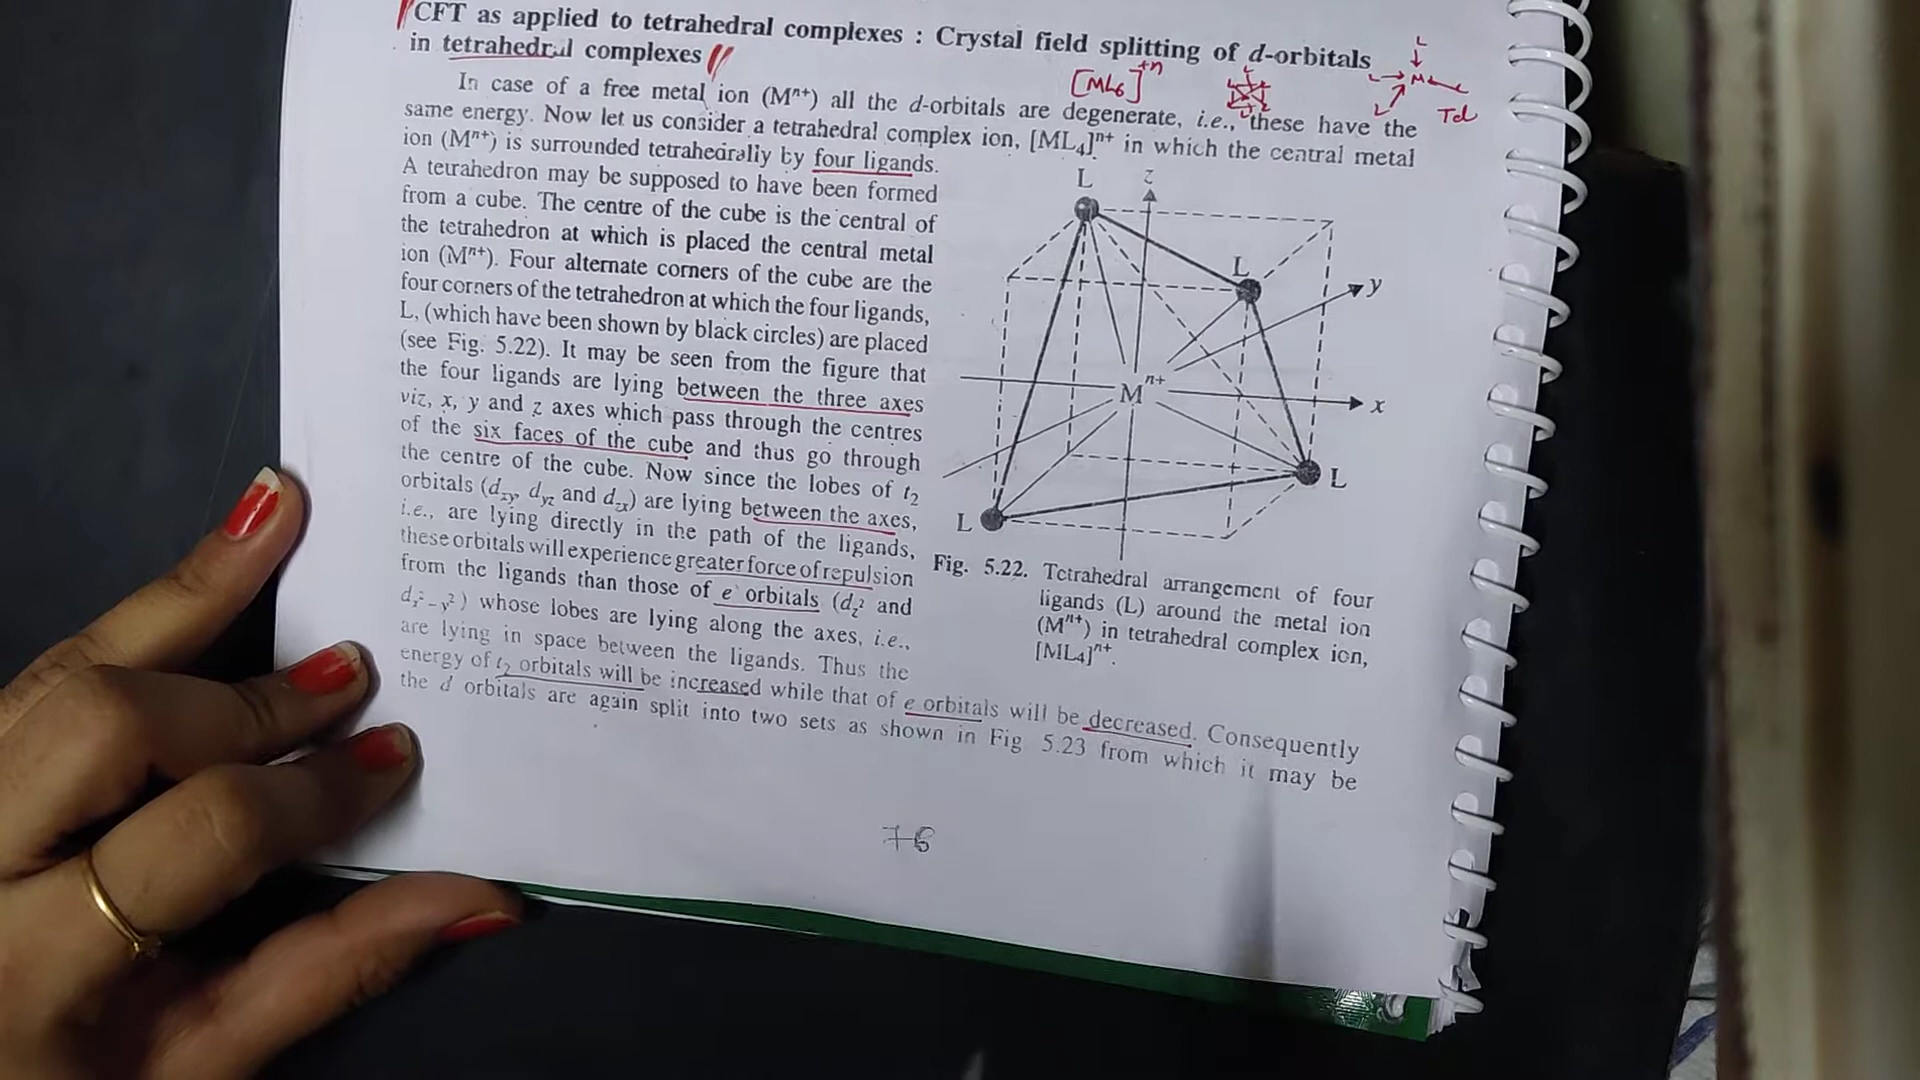 CFT as applied to tetrahedral complexes : Crystal field splitting of d-orbitals
in tetrahedral complexes
[ML6]+n
L
L M L
L Td
In case of a free metal ion (Mn+) all the d-orbitals are degenerate, i.e., these have the
same energy. Now let us consider a tetrahedral complex ion, [ML4]n+ in which the central metal
ion (Mn+) is surrounded tetrahedrally by four ligands.
A tetrahedron may be supposed to have been formed
from a cube. The centre of the cube is the central of
the tetrahedron at which is placed the central metal
ion (Mn+). Four alternate corners of the cube are the
four corners of the tetrahedron at which the four ligands,
L, (which have been shown by black circles) are placed
(see Fig. 5.22). It may be seen from the figure that
the four ligands are lying between the three axes
viz, x, y and z axes which pass through the centres
of the six faces of the cube and thus go through
the centre of the cube. Now since the lobes of t2
orbitals (dxy, dyz and dzx) are lying between the axes,
i.e., are lying directly in the path of the ligands,
these orbitals will experience greater force of repulsion
from the ligands than those of e orbitals (dz2 and
dx2 – y2) whose lobes are lying along the axes, i.e.,
are lying in space between the ligands. Thus the
energy of t2 orbitals will be increased while that of e orbitals will be decreased. Consequently
the d orbitals are again split into two sets as shown in Fig 5.23 from which it may be
L
z
L
y
Mn+
x
L
L
Fig. 5.22. Tetrahedral arrangement of four
ligands (L) around the metal ion
(Mn+) in tetrahedral complex ion,
[ML4]n+.
76